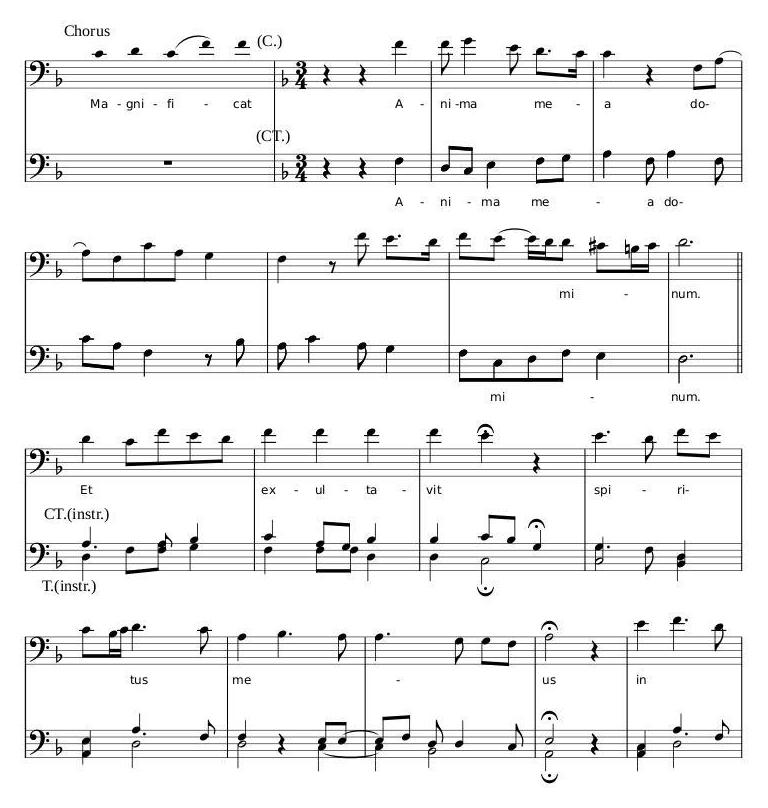 Chorus
(C.)
Ma - gni - fi - cat A - ni - ma me - a do-
(CT.)
A - ni - ma me - a do-
mi - num.
mi - num.
Et ex - ul - ta - vit spi - ri-
CT.(instr.)
T.(instr.)
tus me - us in